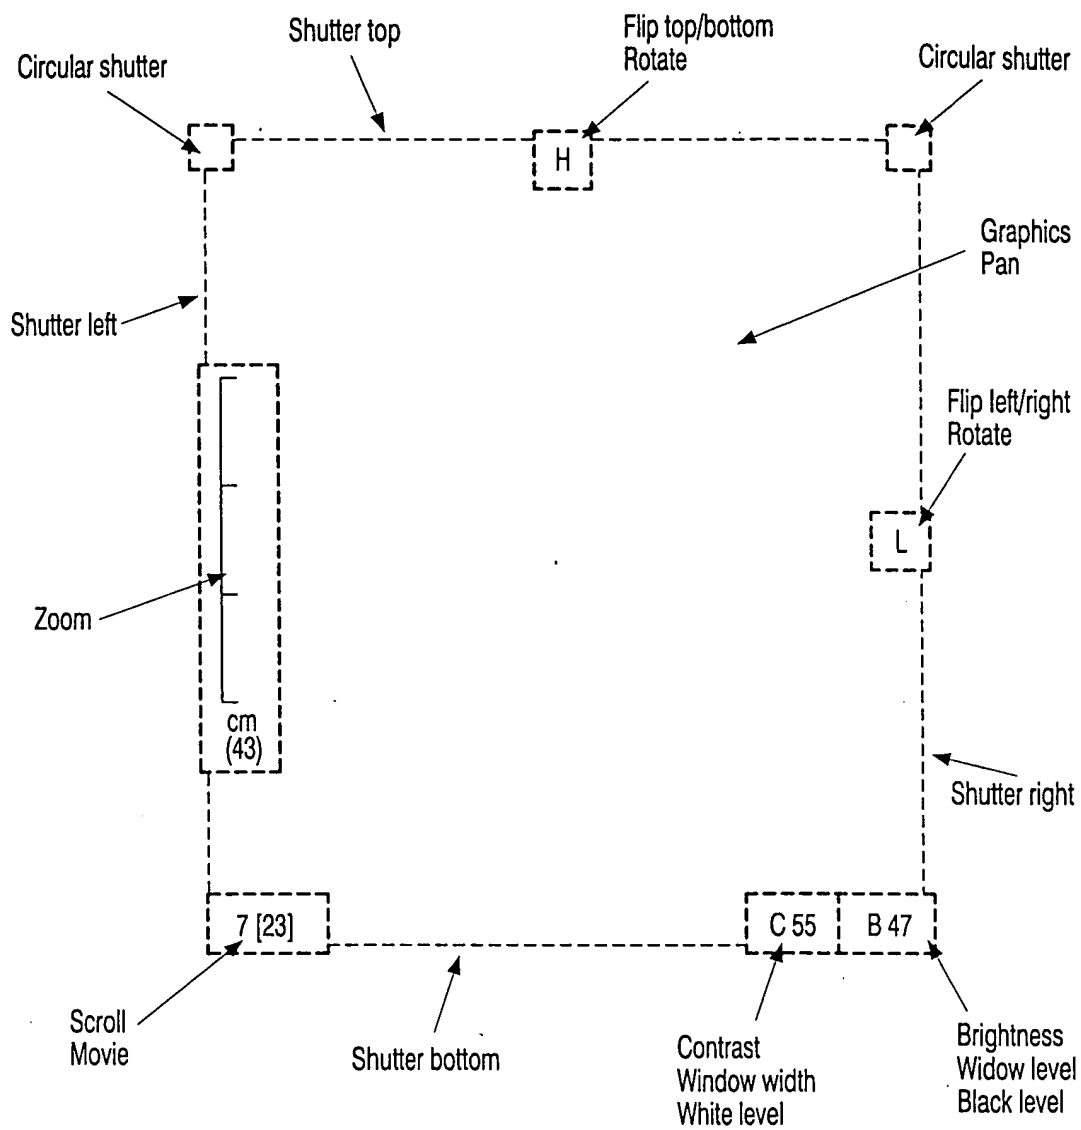 Shutter top
Flip top/bottom
Rotate
Circular shutter
Circular shutter
H
Graphics
Pan
Shutter left
Flip left/right
Rotate
L
Zoom
cm
(43)
Shutter right
7 [23]
C 55
B 47
Scroll
Movie
Shutter bottom
Contrast
Window width
White level
Brightness
Widow level
Black level